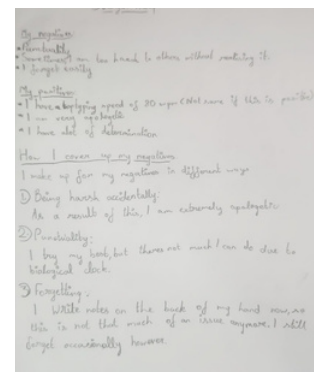 My negatives
• Punctuality
• Sometimes I am too harsh to others without realising it.
• I forget easily
My positives
• I have a typing speed of 90 wpm (Not sure if this is positive)
• I am very apologetic
• I have alot of determination
How I cover up my negatives
I make up for my negatives in different ways
1) Being harsh accidentally:
As a result of this, I am extremely apologetic
2) Punctuality:
I try my best, but theres not much I can do due to
biological clock.
3) Forgetting:
I write notes on the back of my hand now, so
this is not that much of an issue anymore. I still
forget occasionally however.